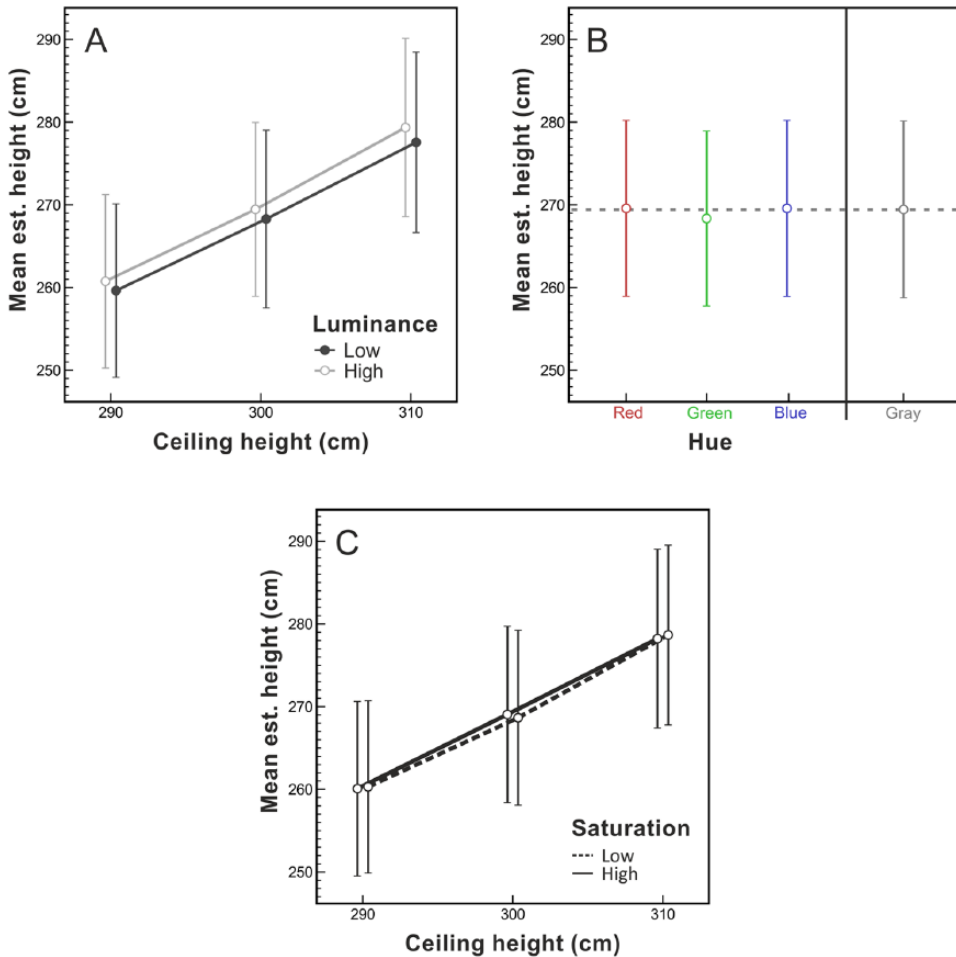 A
Mean est. height (cm)
290
280
270
260
250
Luminance
Low
High
290
300
310
Ceiling height (cm)
B
Mean est. height (cm)
290
280
270
260
250
Red
Green
Blue
Gray
Hue
C
Mean est. height (cm)
290
280
270
260
250
Saturation
Low
High
290
300
310
Ceiling height (cm)